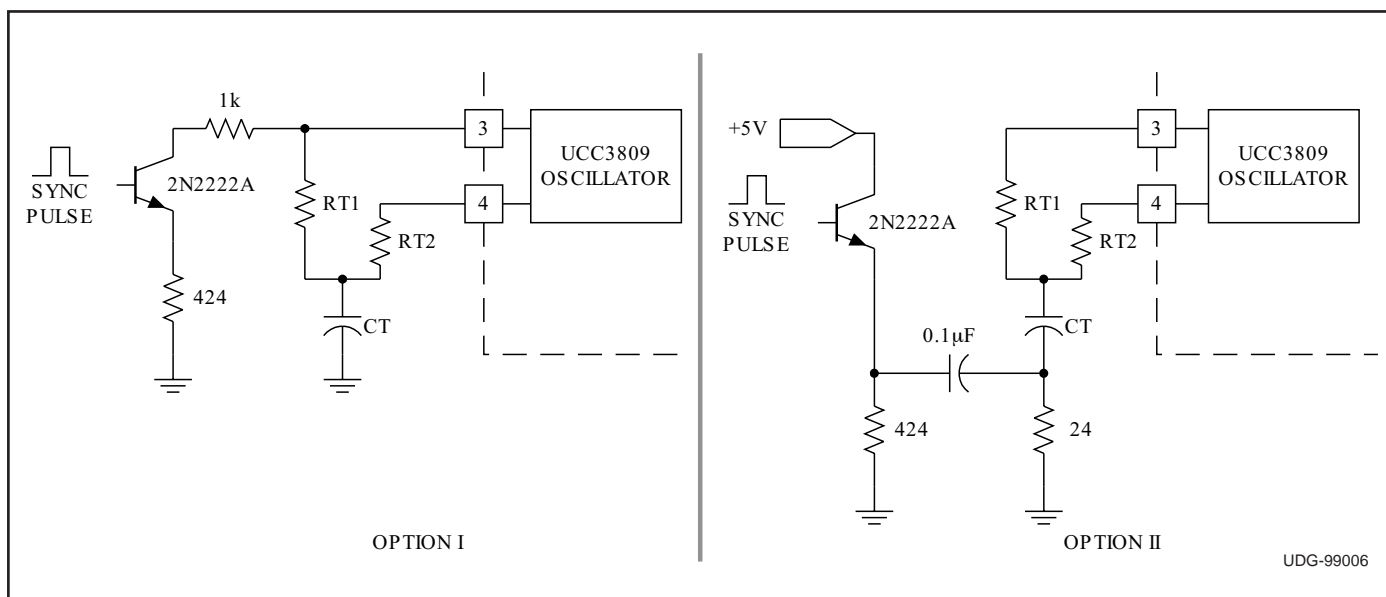 1k
3
UCC3809
OSCILLATOR
SYNC
PULSE
2N2222A
RT1
4
RT2
424
CT
OPTION I
+5V
3
UCC3809
OSCILLATOR
SYNC
PULSE
2N2222A
RT1
4
RT2
0.1µF
CT
424
24
OPTION II
UDG-99006